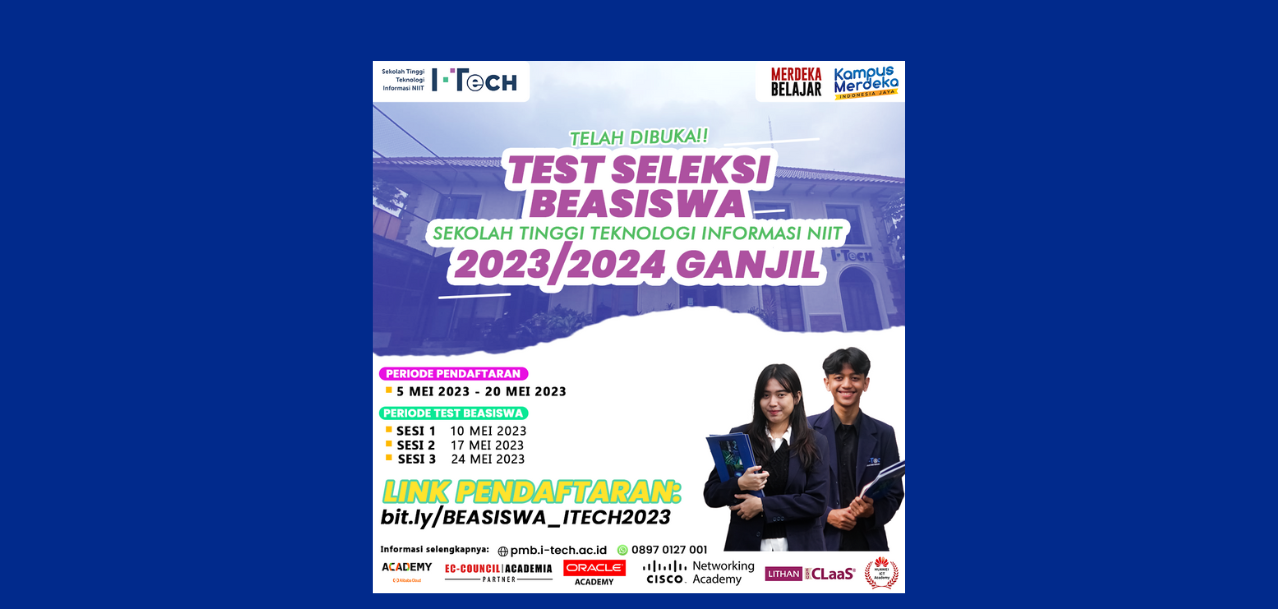 Sekolah Tinggi
Teknologi
Informasi NIIT
I-TECH
MERDEKA
BELAJAR
Kampus
Merdeka
INDONESIA JAYA
TELAH DIBUKA!!
TEST SELEKSI
BEASISWA
SEKOLAH TINGGI TEKNOLOGI INFORMASI NIIT
2023/2024 GANJIL
I-TECH
PERIODE PENDAFTARAN
5 MEI 2023 - 20 MEI 2023
PERIODE TEST BEASISWA
SESI 1 10 MEI 2023
SESI 2 17 MEI 2023
SESI 3 24 MEI 2023
LINK PENDAFTARAN:
bit.ly/BEASISWA_ITECH2023
Informasi selengkapnya: pmb.i-tech.ac.id 0897 0127 001
ACADEMY
EC-COUNCIL | ACADEMIA
PARTNER
ORACLE
ACADEMY
CISCO
Networking
Academy
LITHAN
CLaaS
HUAWEI
ICT
Academy